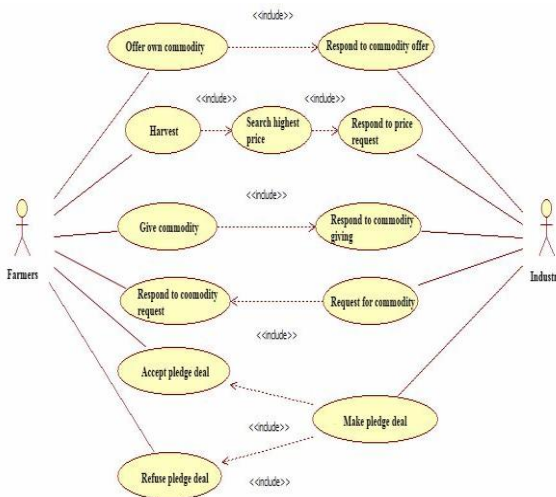 <<include>>
Offer own commodity
Respond to commodity offer
<<include>>
<<include>>
Harvest
Search highest
price
Respond to price
request
<<include>>
Give commodity
Respond to commodity
giving
Farmers
Industr
Respond to coomodity
request
Request for commodity
<<include>>
Accept pledge deal
Make pledge deal
<<include>>
Refuse pledge deal
<<include>>